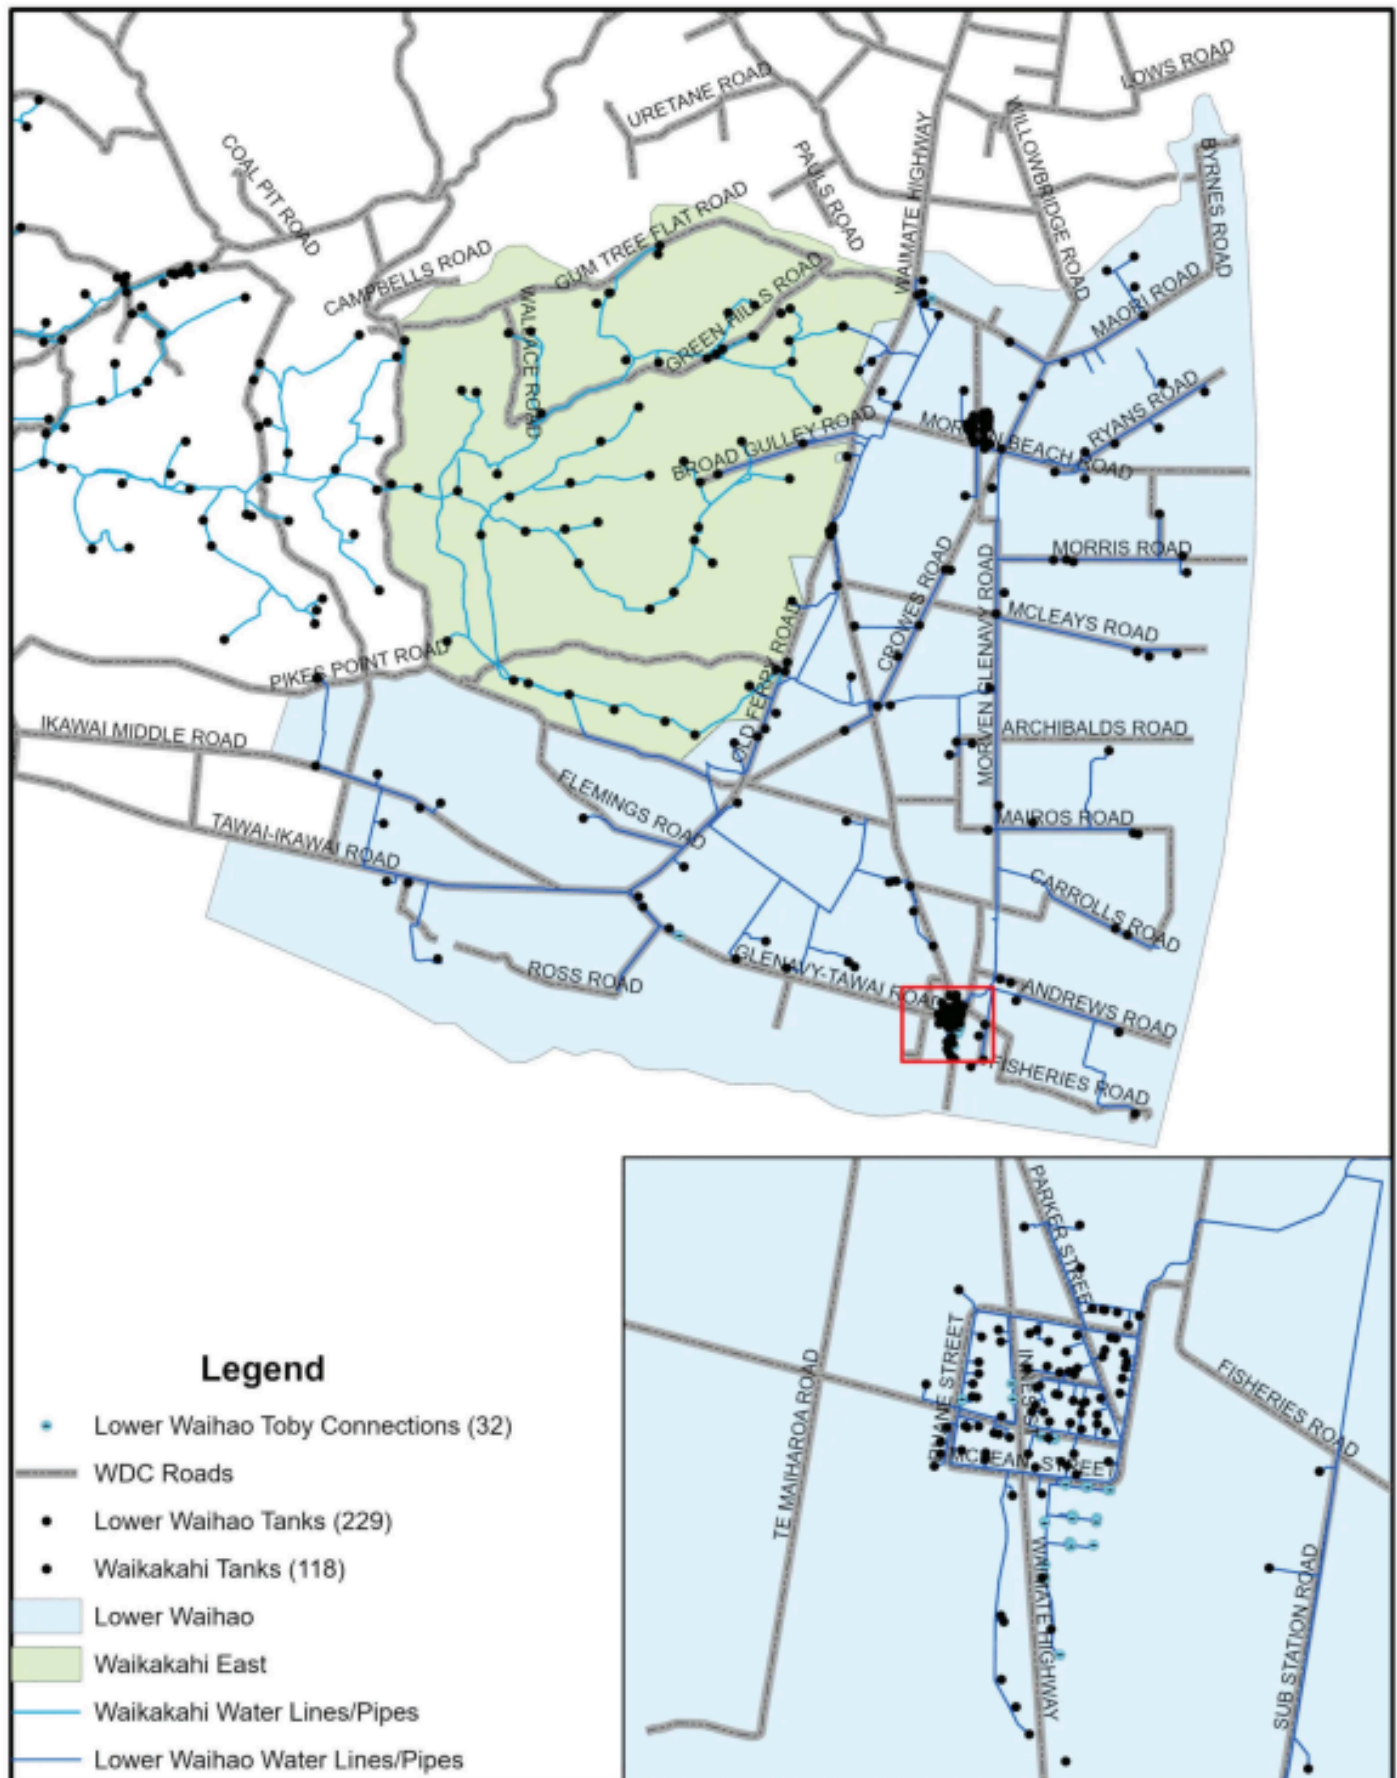 LOWS ROAD
URETANE ROAD
COAL PIT ROAD
PAULS ROAD
WAIMATE HIGHWAY
WILLOWBRIDGE ROAD
BYRNES ROAD
CAMPBELLS ROAD
GUM TREE FLAT ROAD
WALLACE ROAD
GREEN HILLS ROAD
MAORI ROAD
RYANS ROAD
BROAD GULLEY ROAD
BEACH ROAD
MORRIS ROAD
CROWES ROAD
MORVEN GLENAVY ROAD
MCLEAYS ROAD
OLD FERRY ROAD
PIKES POINT ROAD
IKAWAI MIDDLE ROAD
ARCHIBALDS ROAD
FLEMINGS ROAD
MAIROS ROAD
TAWAI-IKAWAI ROAD
CARROLLS ROAD
ROSS ROAD
GLENAVY-TAWAI ROAD
ANDREWS ROAD
FISHERIES ROAD
PARKER STREET
INNES ST
MCLEAN STREET
TE MAIHAROA ROAD
FISHERIES ROAD
WAIMATE HIGHWAY
SUB STATION ROAD
Legend
Lower Waihao Toby Connections (32)
WDC Roads
Lower Waihao Tanks (229)
Waikakahi Tanks (118)
Lower Waihao
Waikakahi East
Waikakahi Water Lines/Pipes
Lower Waihao Water Lines/Pipes